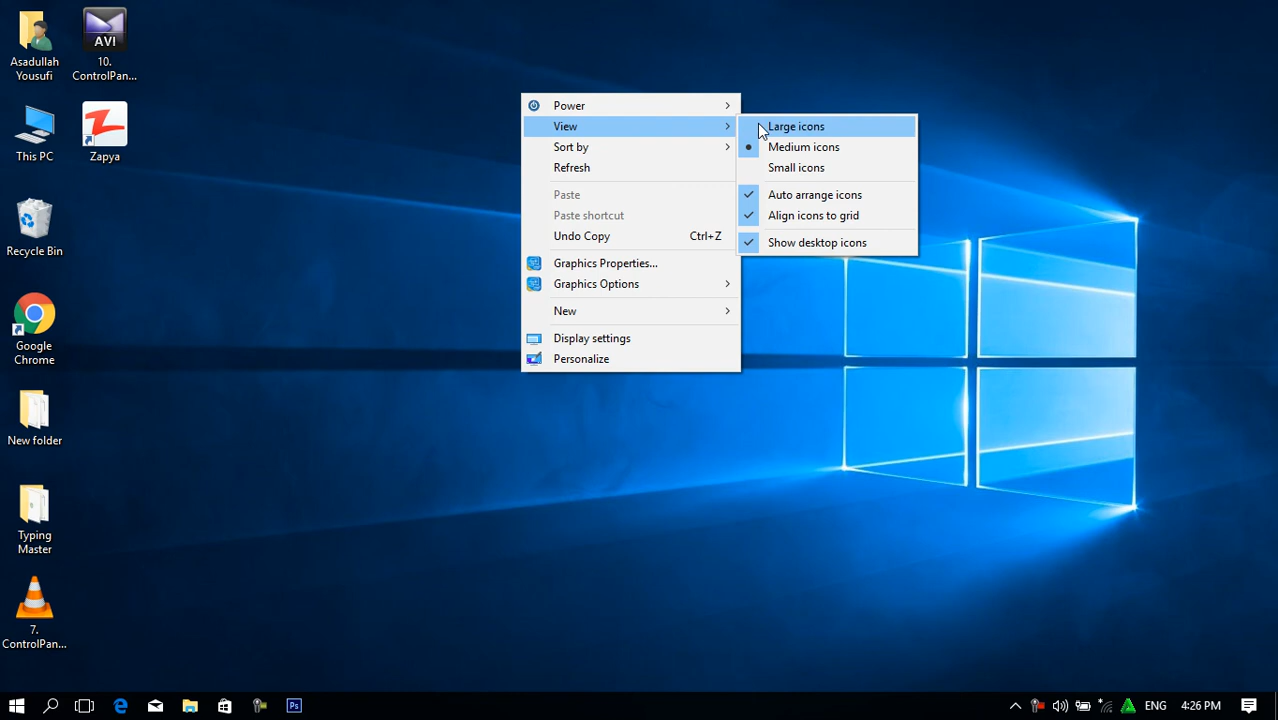 Asadullah
Yousufi
AVI
10.
ControlPan...
This PC
Zapya
Recycle Bin
Google
Chrome
New folder
Typing
Master
7.
ControlPan...
Power
View
Sort by
Refresh
Paste
Paste shortcut
Undo Copy Ctrl+Z
Graphics Properties...
Graphics Options
New
Display settings
Personalize
Large icons
Medium icons
Small icons
Auto arrange icons
Align icons to grid
Show desktop icons
Ps
ENG 4:26 PM